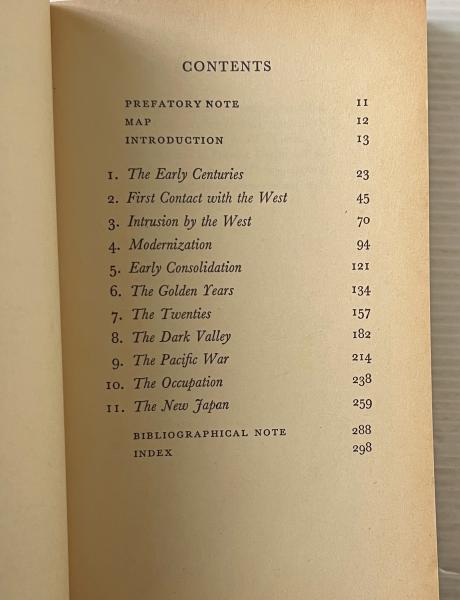 CONTENTS
PREFATORY NOTE 11
MAP 12
INTRODUCTION 13
1. The Early Centuries 23
2. First Contact with the West 45
3. Intrusion by the West 70
4. Modernization 94
5. Early Consolidation 121
6. The Golden Years 134
7. The Twenties 157
8. The Dark Valley 182
9. The Pacific War 214
10. The Occupation 238
11. The New Japan 259
BIBLIOGRAPHICAL NOTE 288
INDEX 298